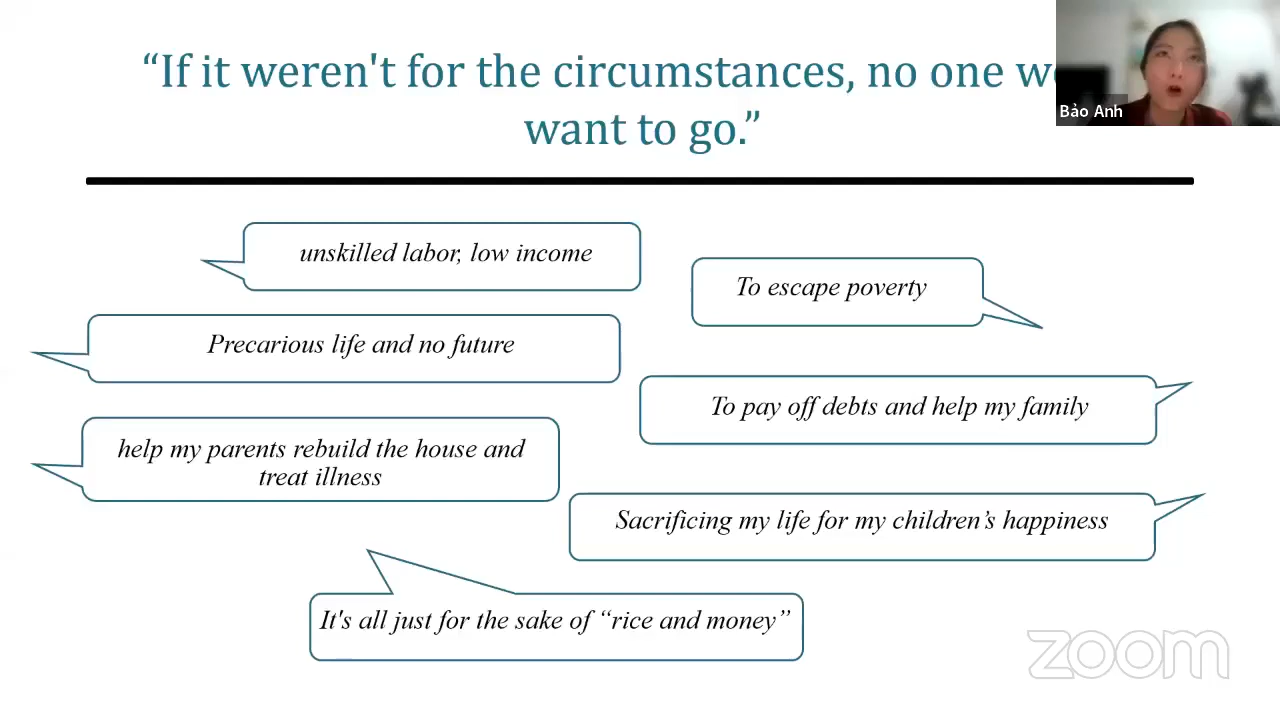 “If it weren't for the circumstances, no one
want to go.”
Bảo Anh
unskilled labor, low income
To escape poverty
Precarious life and no future
To pay off debts and help my family
help my parents rebuild the house and
treat illness
Sacrificing my life for my children’s happiness
It's all just for the sake of “rice and money”
zoom